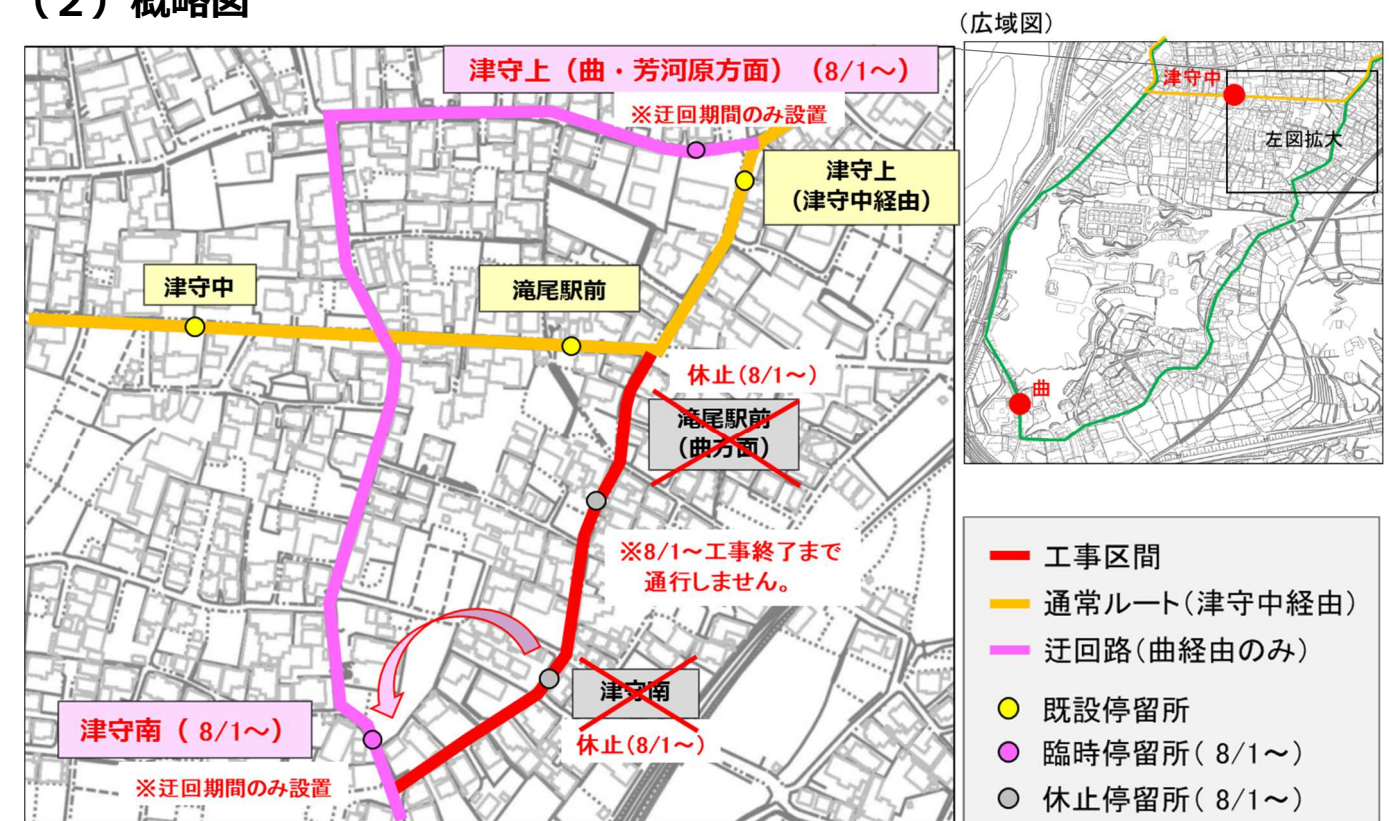 （２）概略図
（広域図）
津守上（曲・芳河原方面）（8/1～）
※迂回期間のみ設置
津守上
（津守中経由）
津守中
滝尾駅前
休止（8/1～）
滝尾駅前
（曲方面）
※8/1～工事終了まで
通行しません。
津守南
休止（8/1～）
津守南（ 8/1～）
※迂回期間のみ設置
津守中
左図拡大
曲
工事区間
通常ルート（津守中経由）
迂回路（曲経由のみ）
既設停留所
臨時停留所（ 8/1～）
休止停留所（ 8/1～）